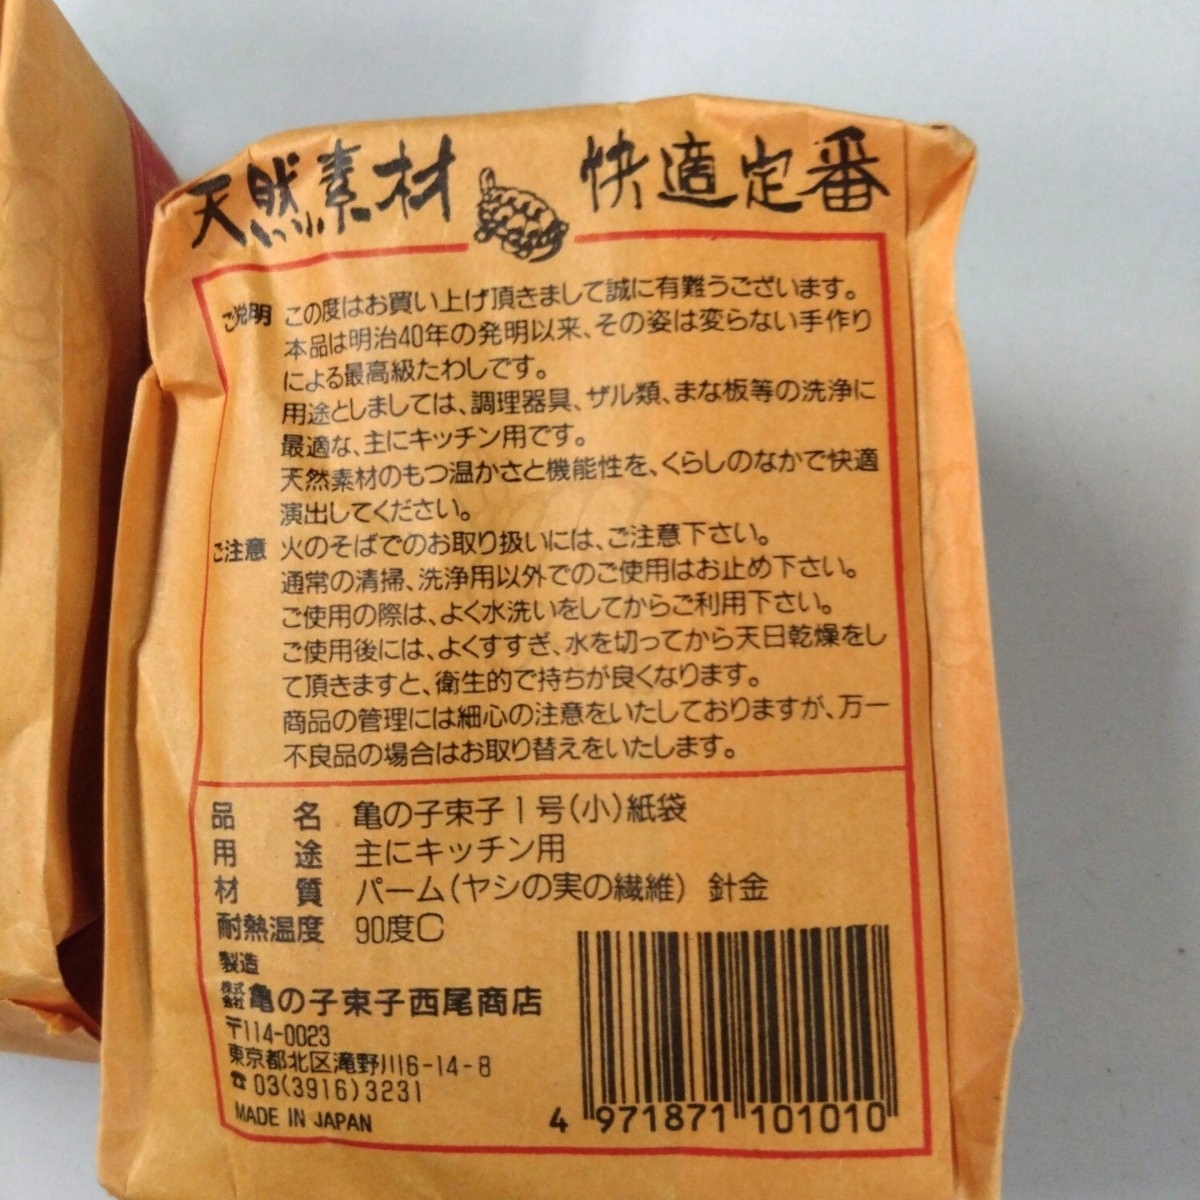 天然素材 快適定番
ご説明 この度はお買い上げ頂きまして誠に有難うございます。
本品は明治40年の発明以来、その姿は変らない手作り
による最高級たわしです。
用途としましては、調理器具、ザル類、まな板等の洗浄に
最適な、主にキッチン用です。
天然素材のもつ温かさと機能性を、くらしのなかで快適
演出してください。
ご注意 火のそばでのお取り扱いには、ご注意下さい。
通常の清掃、洗浄用以外でのご使用はお止め下さい。
ご使用の際は、よく水洗いをしてからご利用下さい。
ご使用後には、よくすすぎ、水を切ってから天日乾燥をし
て頂きますと、衛生的で持ちが良くなります。
商品の管理には細心の注意をいたしておりますが、万一
不良品の場合はお取り替えをいたします。
品名 亀の子束子1号(小)紙袋
用途 主にキッチン用
材質 パーム(ヤシの実の繊維) 針金
耐熱温度 90度C
製造
株式会社亀の子束子西尾商店
〒114-0023
東京都北区滝野川6-14-8
☎03(3916)3231
MADE IN JAPAN
4 971871 101010